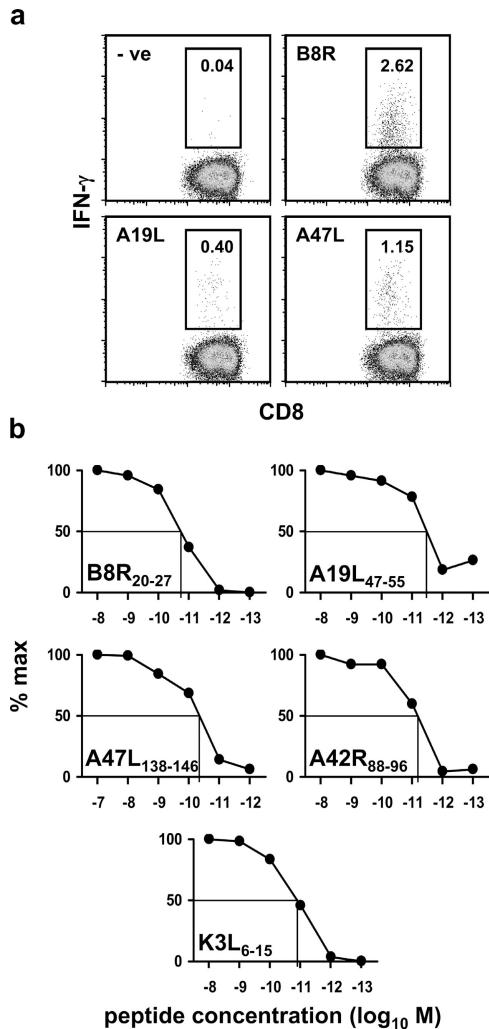 a
- ve
0.04
B8R
2.62
A19L
0.40
A47L
1.15
IFN-γ
CD8
b
100
50
0
B8R20-27
-8 -9 -10 -11 -12 -13
100
50
0
A19L47-55
-8 -9 -10 -11 -12 -13
100
50
0
A47L138-146
-7 -8 -9 -10 -11 -12
100
50
0
A42R88-96
-8 -9 -10 -11 -12 -13
% max
100
50
0
K3L6-15
-8 -9 -10 -11 -12 -13
peptide concentration (log10 M)